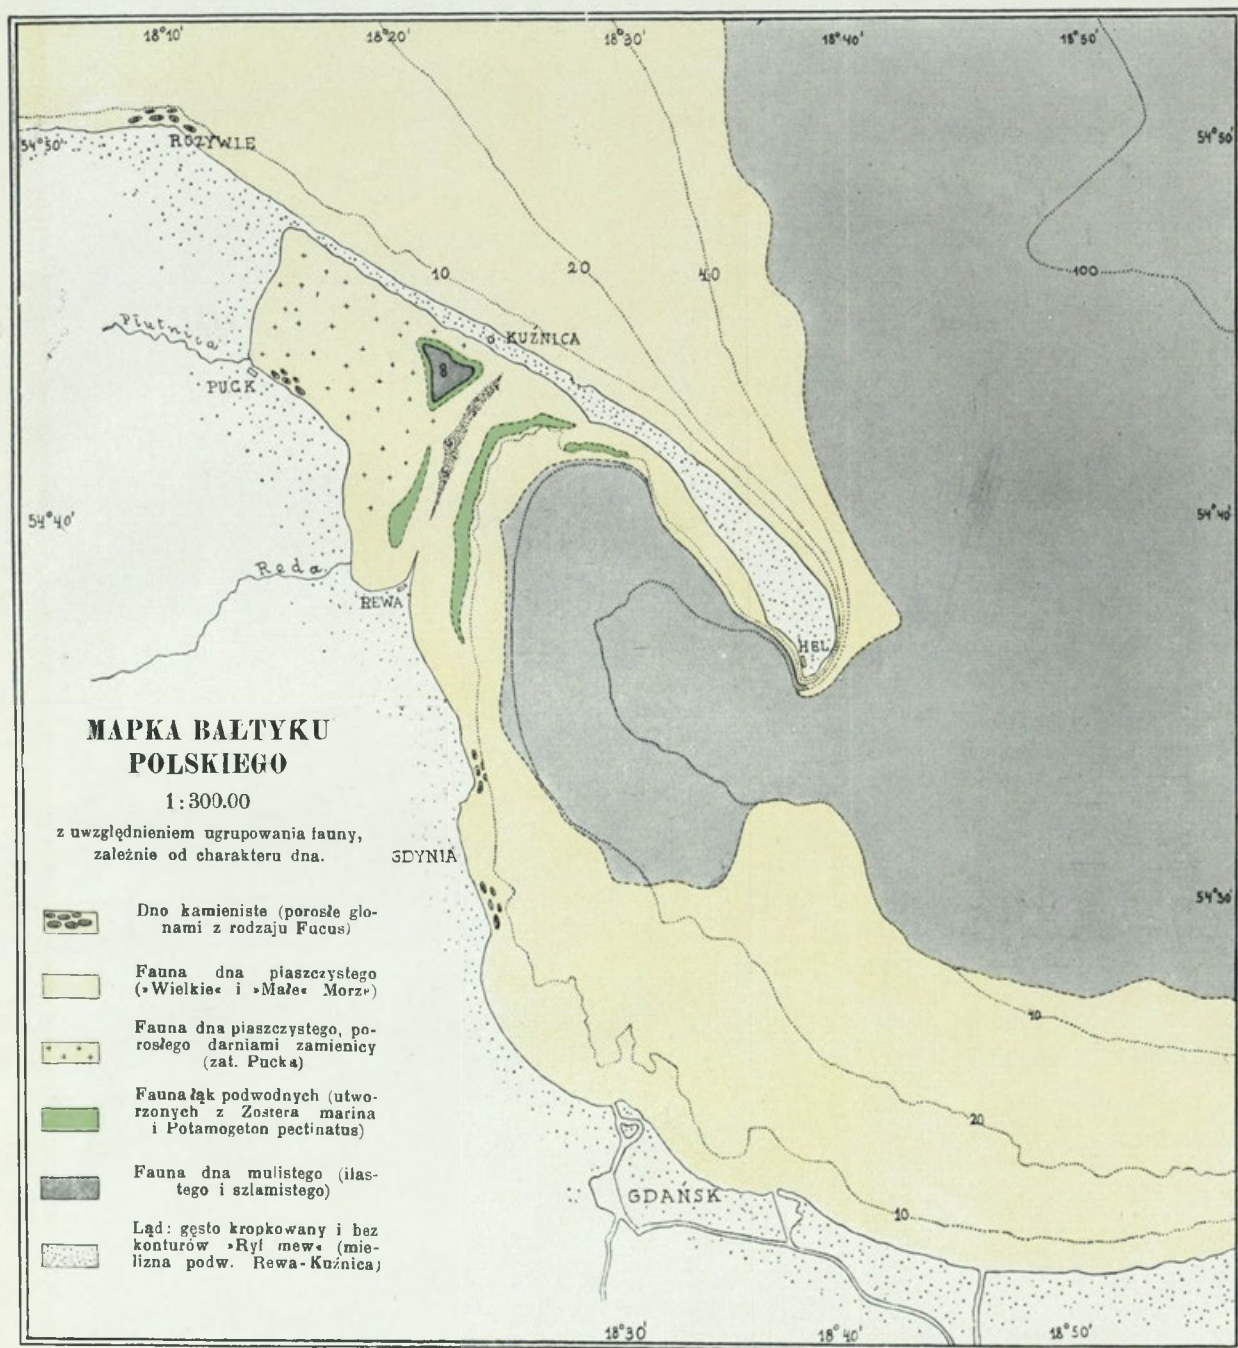 18°10' 18°20' 18°30' 18°40' 18°50'
54°50' 54°50'
ROZYWIE
10 20 40 100
Płutnica
KUŹNICA
8
PUCK
54°40' 54°40'
Reda
REWA
HEL
MAPKA BAŁTYKU
POLSKIEGO
1:300.00
z uwzględnieniem ugrupowania fauny,
zależnie od charakteru dna.
GDYNIA
54°30'
Dno kamieniste (porosłe glo-
nami z rodzaju Fucus)
Fauna dna piaszczystego
(»Wielkie« i »Małe« Morze)
Fauna dna piaszczystego, po-
rosłego darniami zamienicy
(zat. Pucka)
Fauna łąk podwodnych (utwo-
rzonych z Zostera marina
i Potamogeton pectinatus)
Fauna dna mulistego (ilas-
tego i szlamistego)
Ląd: gęsto kropkowany i bez
konturów »Ryf mew« (mie-
lizna podw. Rewa-Kuźnica)
40
20
10
GDAŃSK
18°30' 18°40' 18°50'